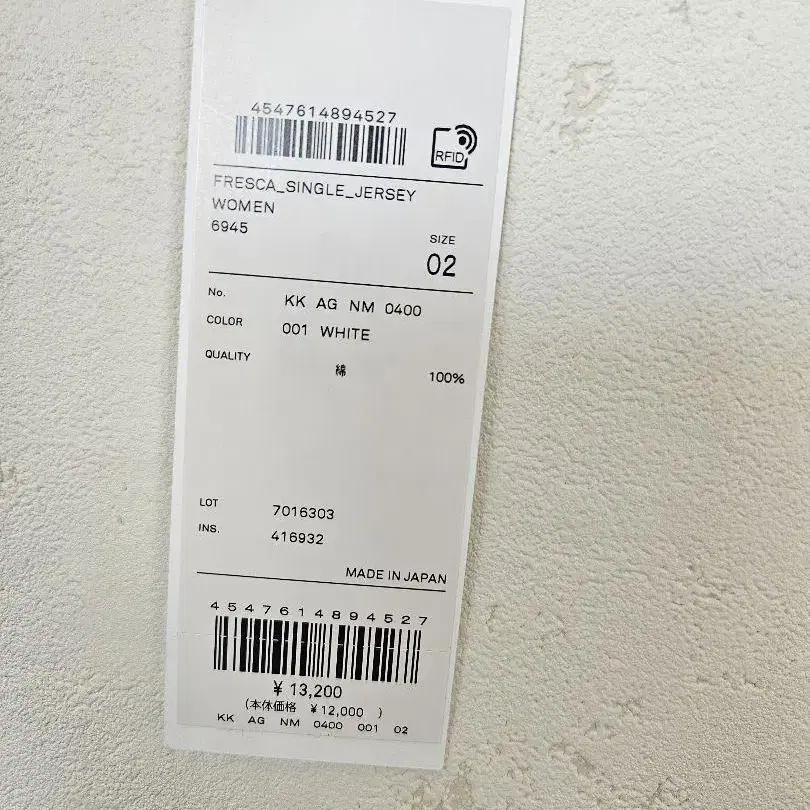 4547614894527
RFID
FRESCA_SINGLE_JERSEY
WOMEN
6945
SIZE
02
No. KK AG NM 0400
COLOR 001 WHITE
QUALITY
綿 100%
LOT 7016303
INS. 416932
MADE IN JAPAN
4547614894527
¥ 13,200
(本体価格 ¥12,000 )
KK AG NM 0400 001 02